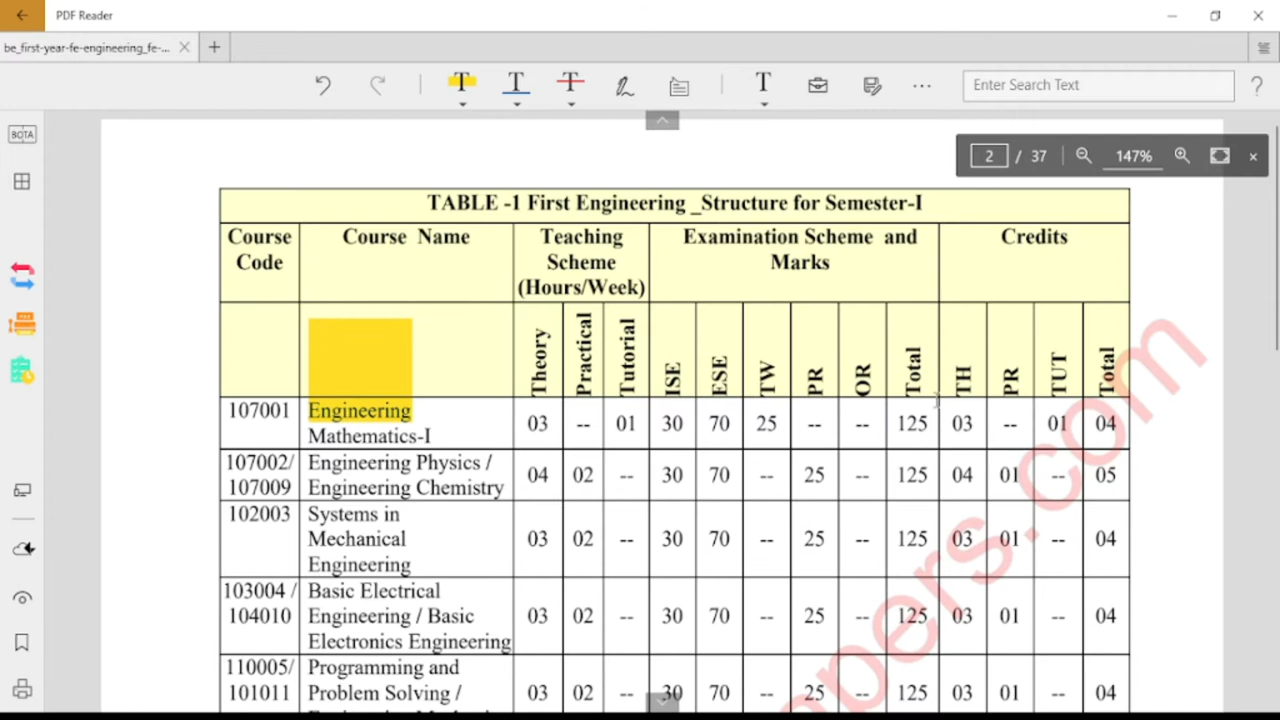 PDF Reader
be_first-year-fe-engineering_fe-...
Enter Search Text
BOTA
2 / 37 147%
TABLE -1 First Engineering _Structure for Semester-I
Course Code Course Name Teaching Scheme (Hours/Week) Examination Scheme and Marks Credits
Theory Practical Tutorial ISE ESE TW PR OR Total TH PR TUT Total
107001 Engineering Mathematics-I 03 -- 01 30 70 25 -- -- 125 03 -- 01 04
107002/ 107009 Engineering Physics / Engineering Chemistry 04 02 -- 30 70 -- 25 -- 125 04 01 -- 05
102003 Systems in Mechanical Engineering 03 02 -- 30 70 -- 25 -- 125 03 01 -- 04
103004 / 104010 Basic Electrical Engineering / Basic Electronics Engineering 03 02 -- 30 70 -- 25 -- 125 03 01 -- 04
110005/ 101011 Programming and Problem Solving / 03 02 -- 30 70 -- 25 -- 125 03 01 -- 04
pers.com